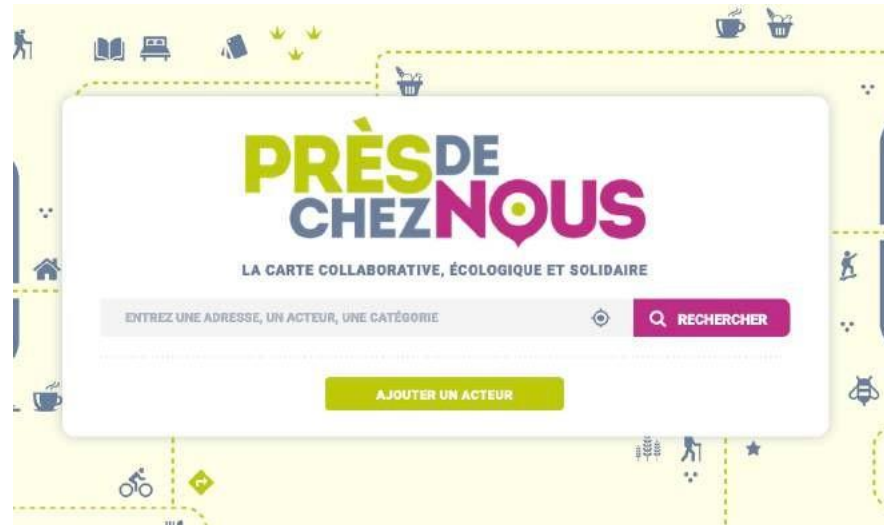 PRÈS DE
CHEZ NOUS
LA CARTE COLLABORATIVE, ÉCOLOGIQUE ET SOLIDAIRE
ENTREZ UNE ADRESSE, UN ACTEUR, UNE CATÉGORIE
RECHERCHER
AJOUTER UN ACTEUR